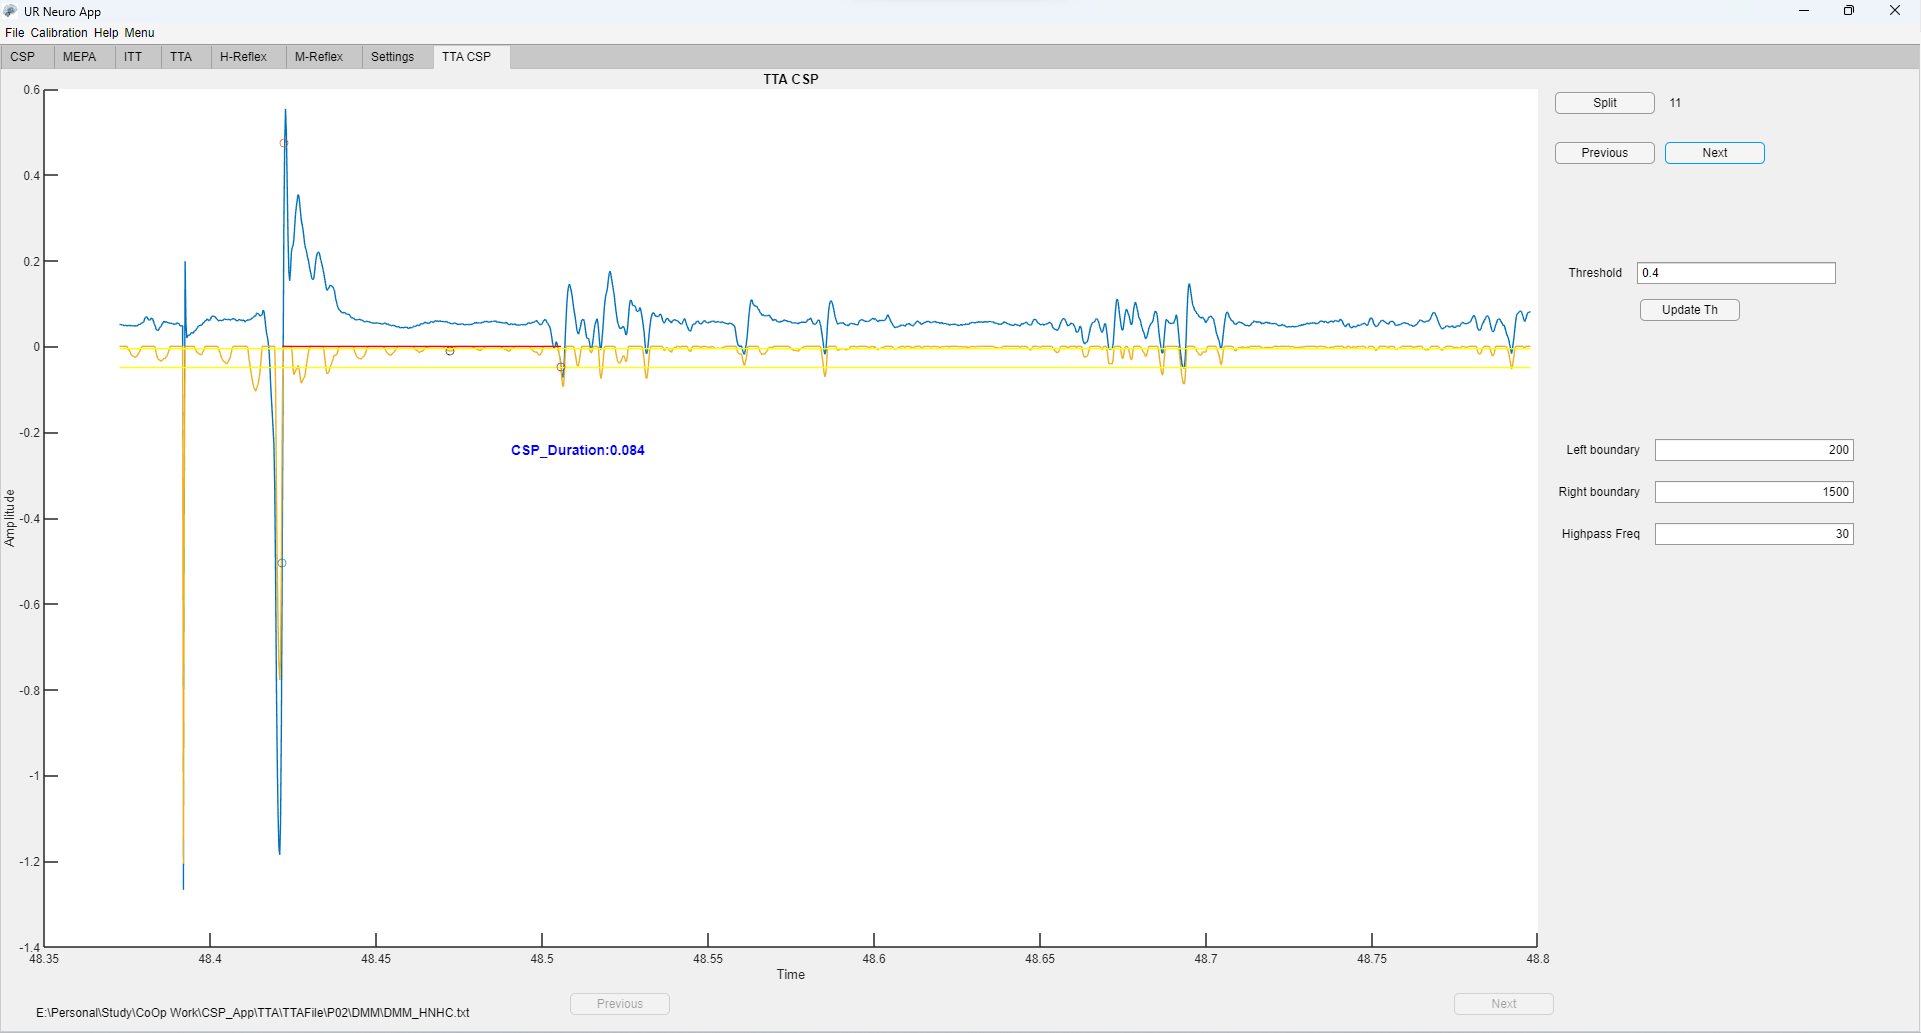 UR Neuro App
File Calibration Help Menu
CSP MEPA ITT TTA H-Reflex M-Reflex Settings TTA CSP
TTA CSP
0.6
0.4
0.2
0
-0.2
-0.4
-0.6
-0.8
-1
-1.2
-1.4
Amplitude
CSP_Duration:0.084
48.35 48.4 48.45 48.5 48.55 48.6 48.65 48.7 48.75 48.8
Time
Split 11
Previous Next
Threshold 0.4
Update Th
Left boundary 200
Right boundary 1500
Highpass Freq 30
Previous Next
E:\Personal\Study\CoOp Work\CSP_App\TTA\TTAFile\P02\DMM\DMM_HNHC.txt